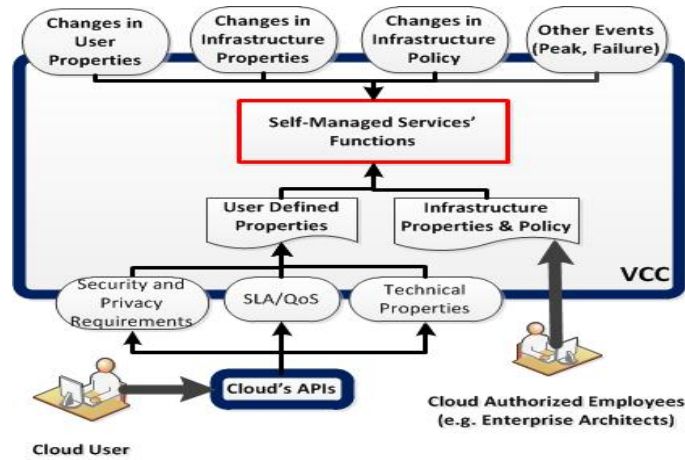 Changes in
User
Properties
Changes in
Infrastructure
Properties
Changes in
Infrastructure
Policy
Other Events
(Peak, Failure)
Self-Managed Services'
Functions
User Defined
Properties
Infrastructure
Properties & Policy
VCC
Security and
Privacy
Requirements
SLA/QoS
Technical
Properties
Cloud's APIs
Cloud User
Cloud Authorized Employees
(e.g. Enterprise Architects)